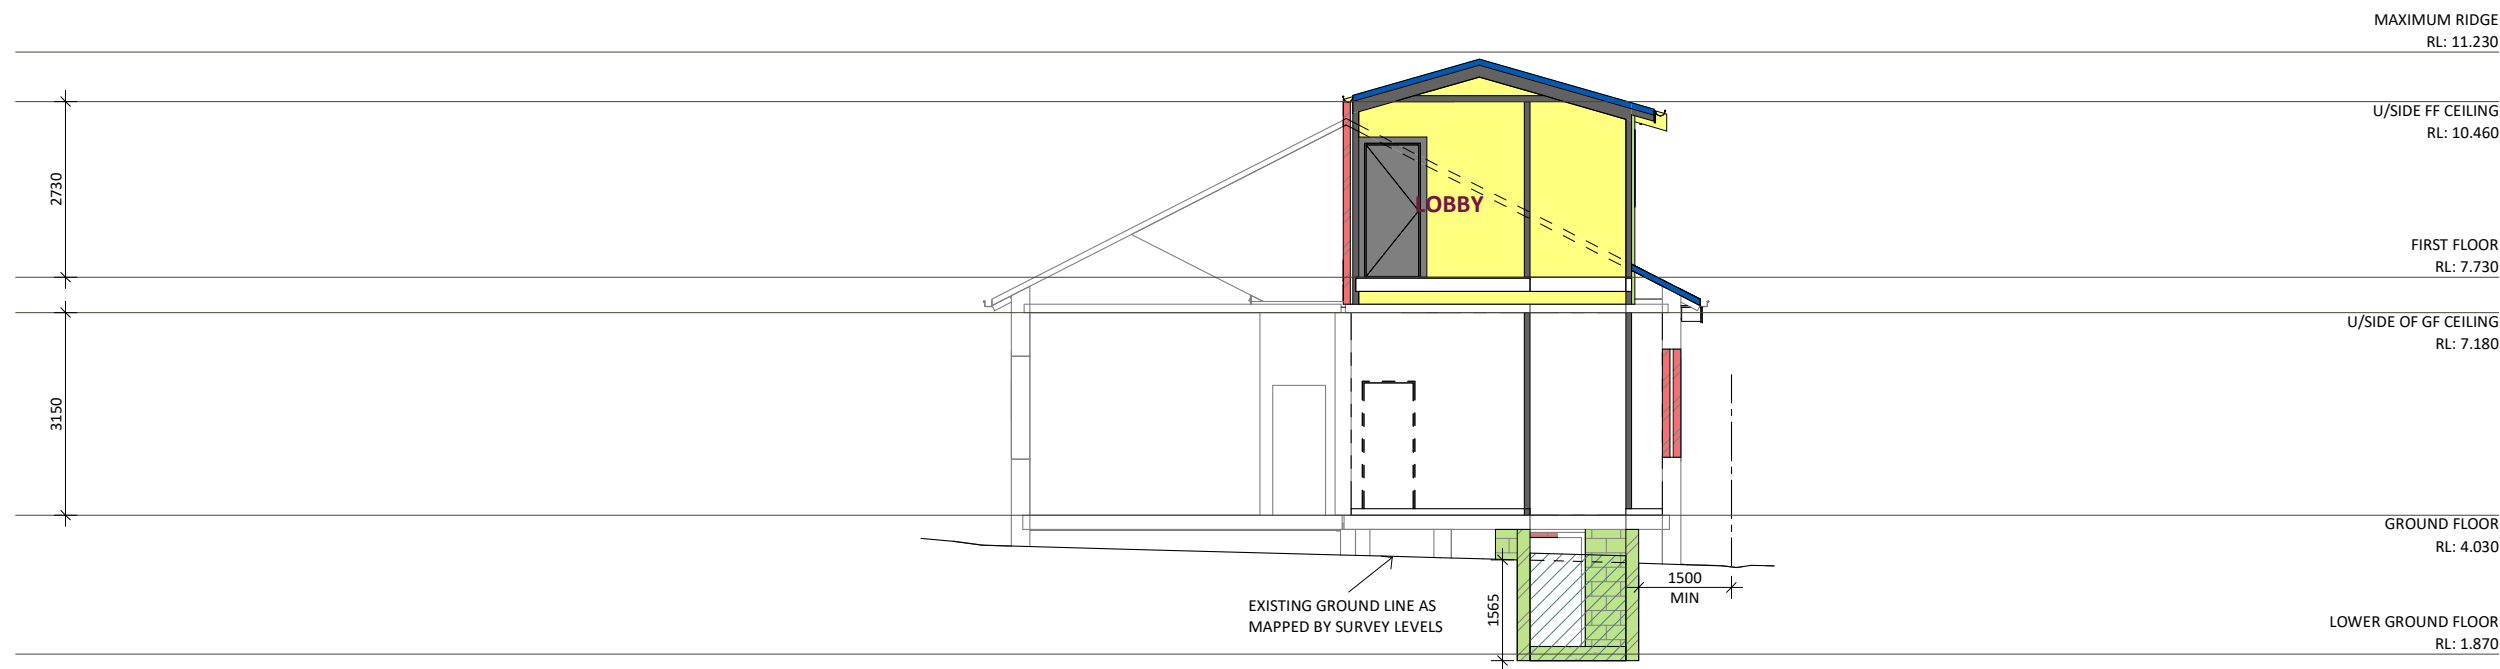 MAXIMUM RIDGE
RL: 11.230
U/SIDE FF CEILING
RL: 10.460
2730
LOBBY
FIRST FLOOR
RL: 7.730
U/SIDE OF GF CEILING
RL: 7.180
3150
GROUND FLOOR
RL: 4.030
1500
MIN
EXISTING GROUND LINE AS
MAPPED BY SURVEY LEVELS
1565
LOWER GROUND FLOOR
RL: 1.870